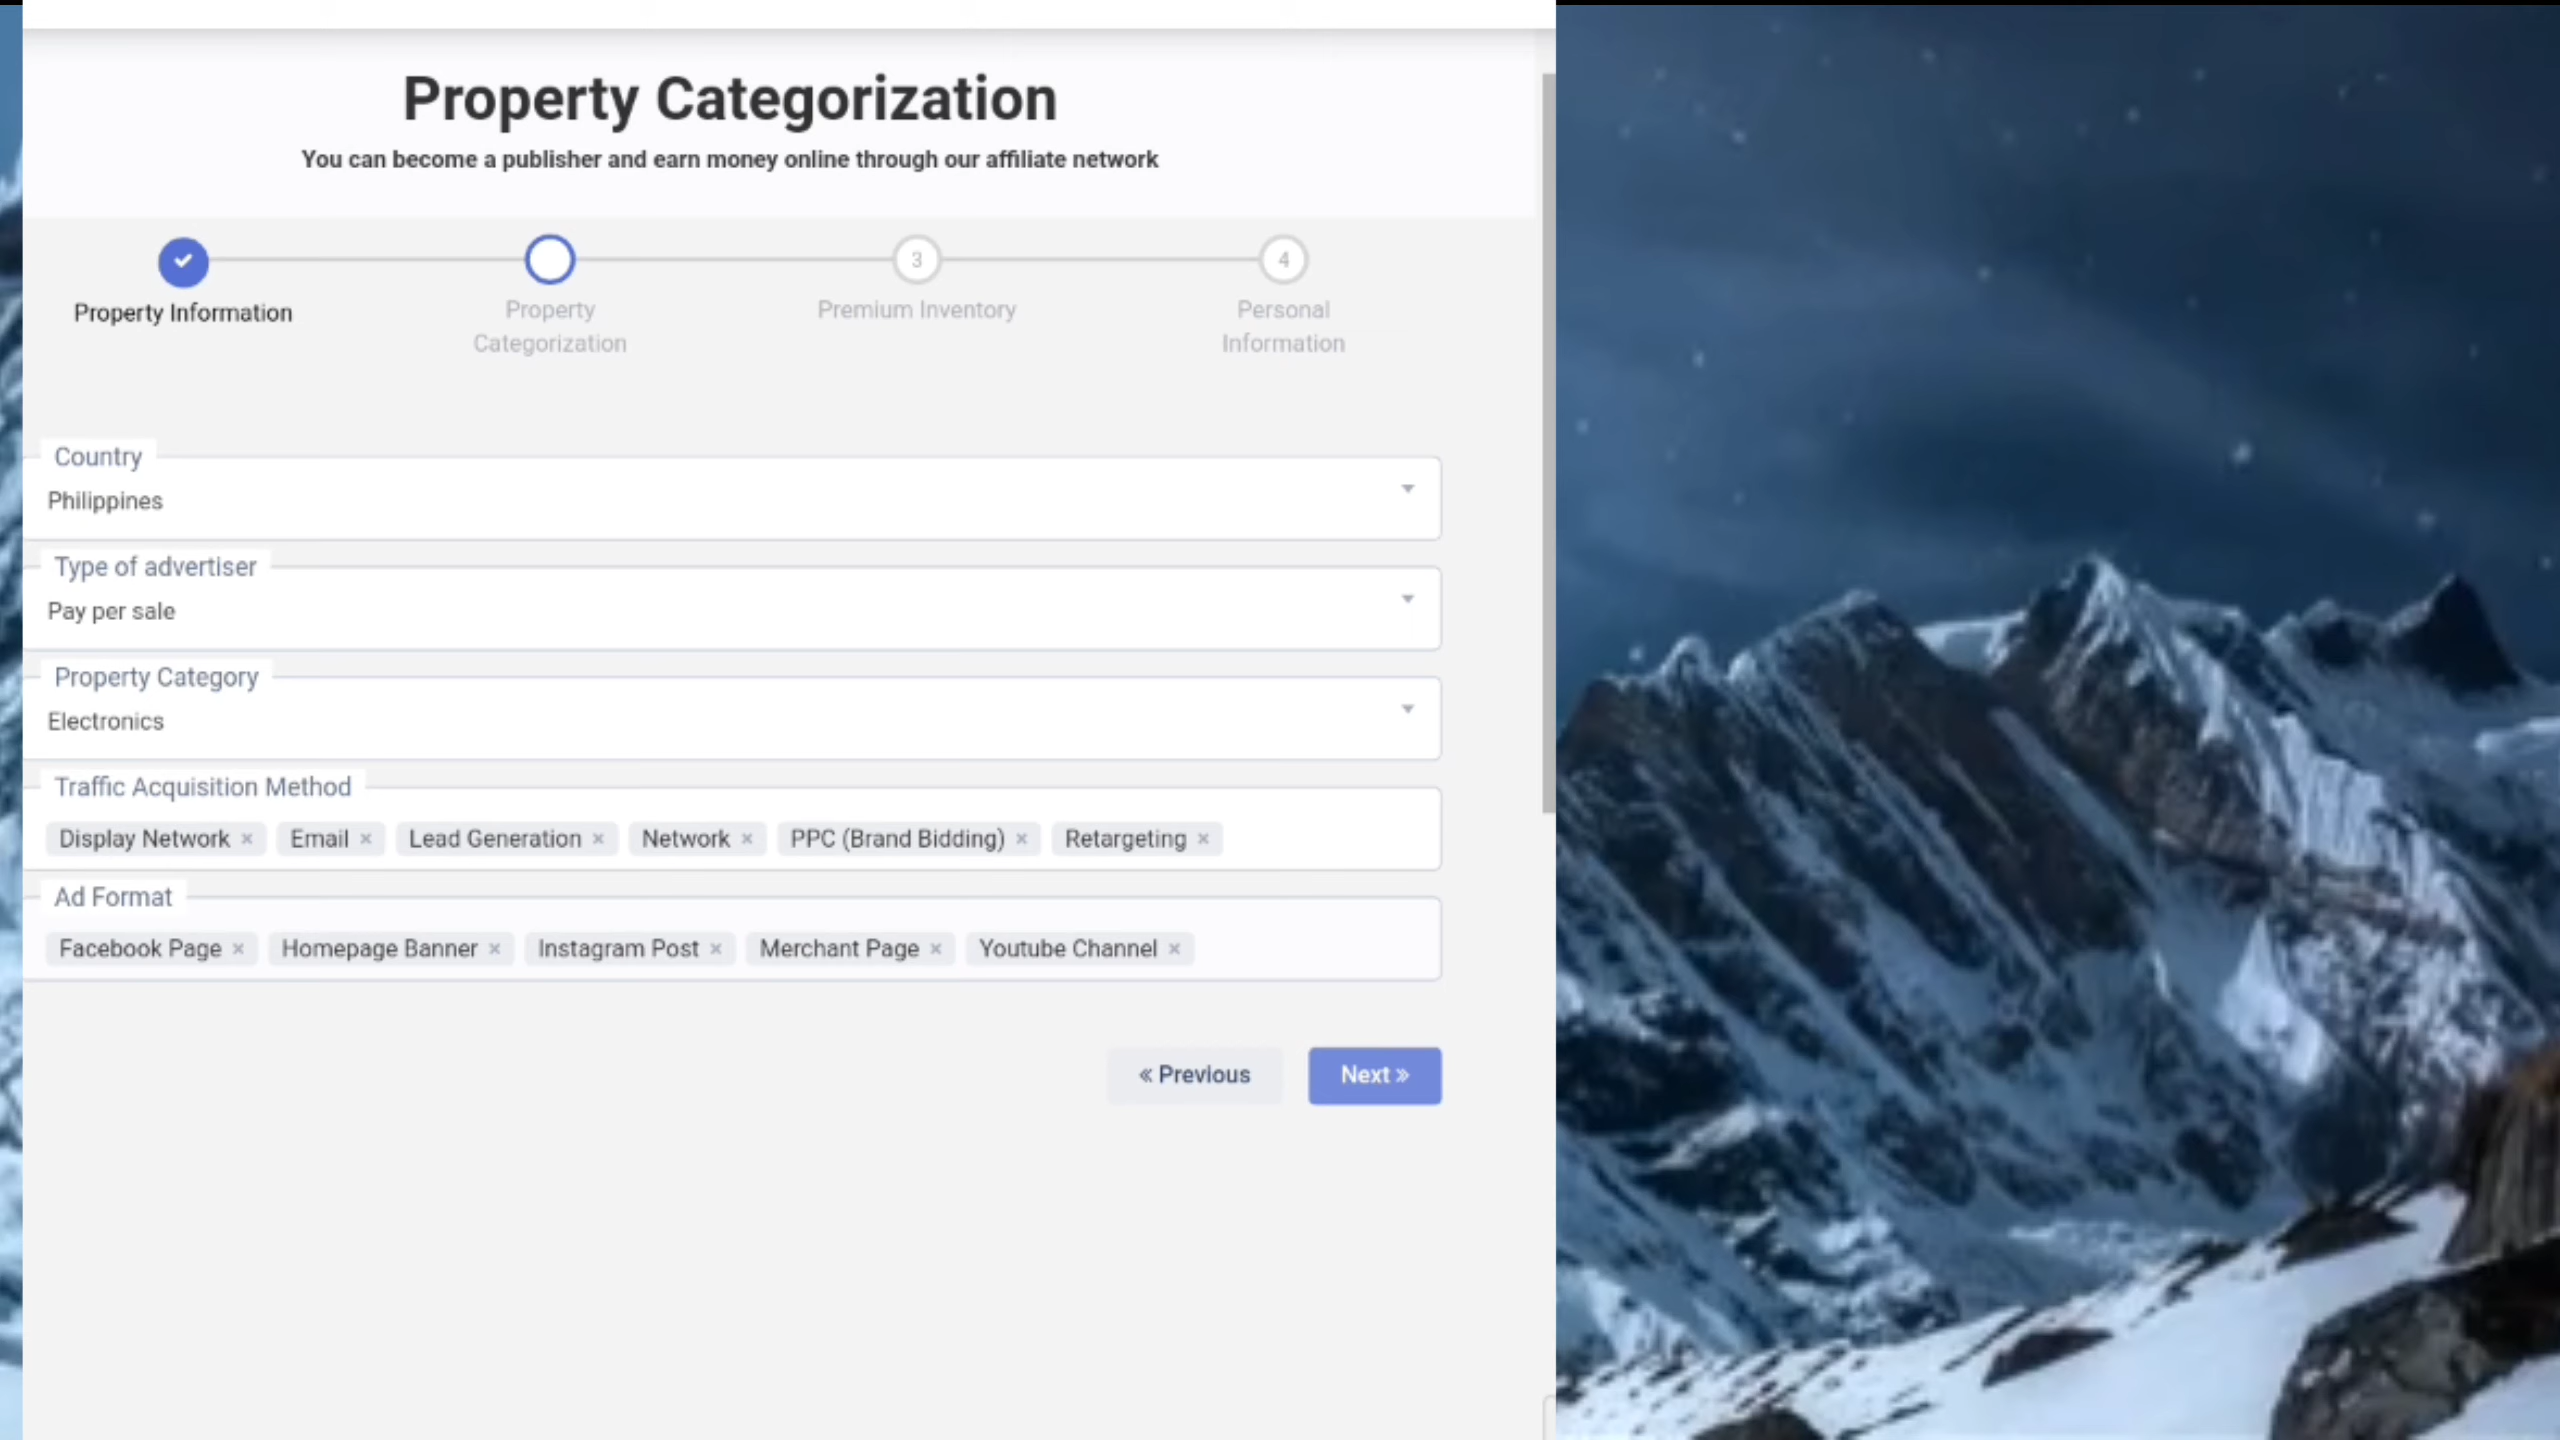 Property Categorization
You can become a publisher and earn money online through our affiliate network
Property Information
Property
Categorization
3
Premium Inventory
4
Personal
Information
Country
Philippines
Type of advertiser
Pay per sale
Property Category
Electronics
Traffic Acquisition Method
Display Network × Email × Lead Generation × Network × PPC (Brand Bidding) × Retargeting ×
Ad Format
Facebook Page × Homepage Banner × Instagram Post × Merchant Page × Youtube Channel ×
« Previous Next »